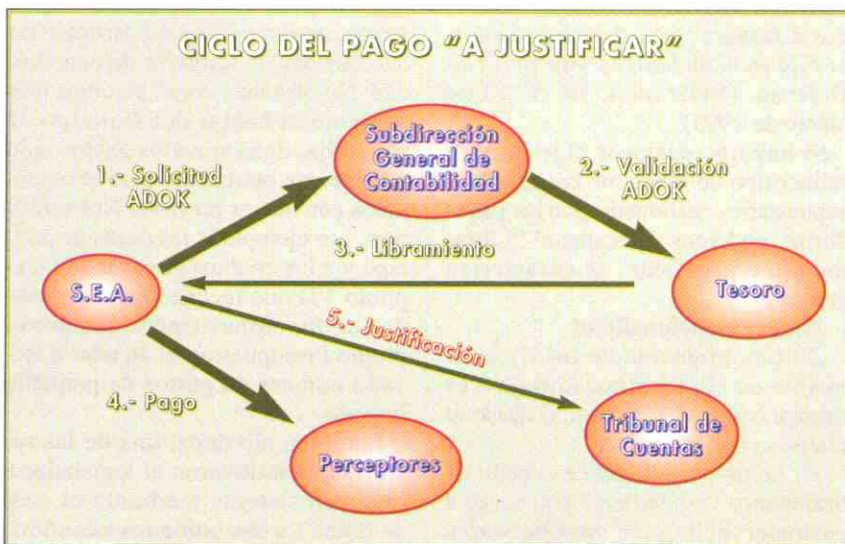 CICLO DEL PAGO "A JUSTIFICAR"
Subdirección
General de
Contabilidad
1.- Solicitud
ADOK
2.- Validación
ADOK
3.- Libramiento
S.E.A.
Tesoro
5.- Justificación
4.- Pago
Tribunal de
Cuentas
Perceptores